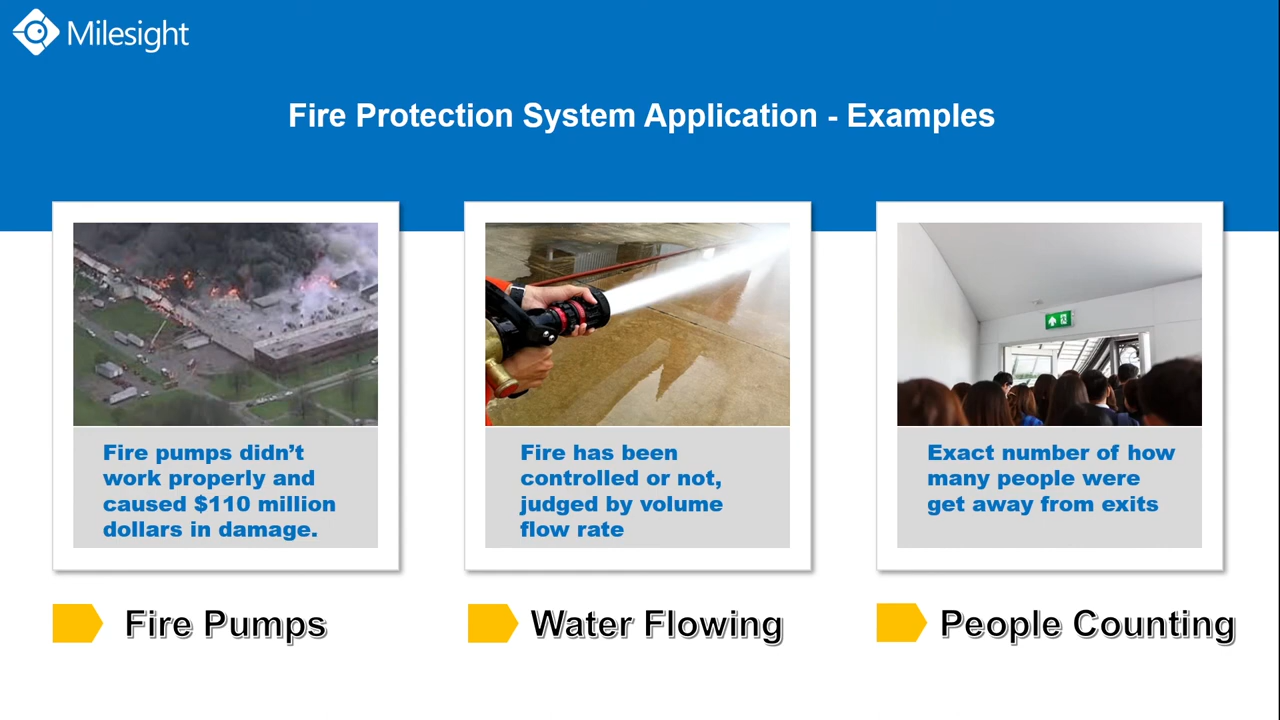 Milesight
Fire Protection System Application - Examples
Fire pumps didn’t
work properly and
caused $110 million
dollars in damage.
Fire has been
controlled or not,
judged by volume
flow rate
Exact number of how
many people were
get away from exits
Fire Pumps
Water Flowing
People Counting